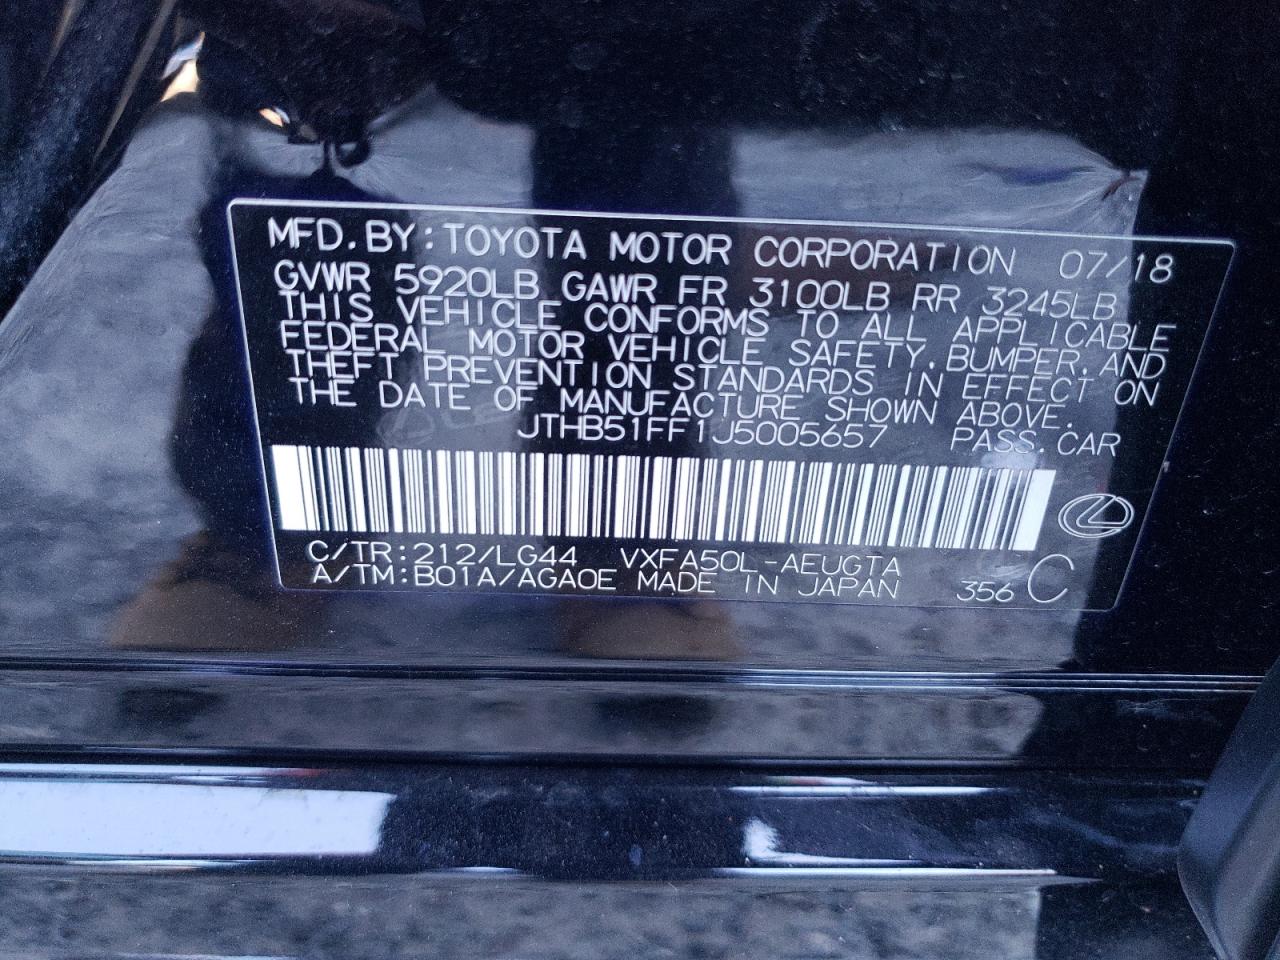 MFD.BY:TOYOTA MOTOR CORPORATION 07/18
GVWR 5920LB GAWR FR 3100LB RR 3245LB
THIS VEHICLE CONFORMS TO ALL APPLICABLE
FEDERAL MOTOR VEHICLE SAFETY,BUMPER,AND
THEFT PREVENTION STANDARDS IN EFFECT ON
THE DATE OF MANUFACTURE SHOWN ABOVE.
JTHB51FF1J5005657 PASS.CAR
C/TR:212/LG44 VXFA50L-AEUGTA
A/TM:B01A/AGA0E MADE IN JAPAN 356 C